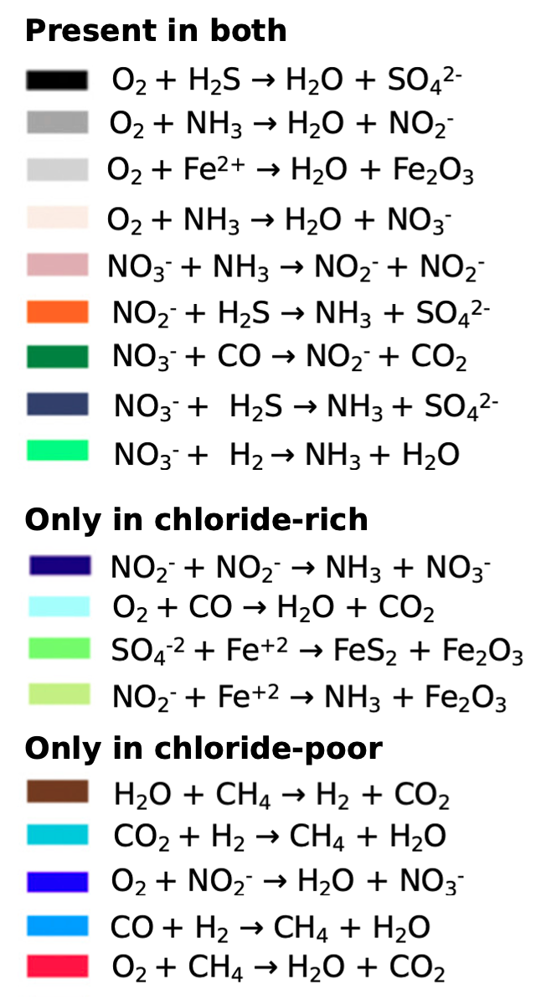 Present in both
O₂ + H₂S → H₂O + SO₄²⁻
O₂ + NH₃ → H₂O + NO₂⁻
O₂ + Fe²⁺ → H₂O + Fe₂O₃
O₂ + NH₃ → H₂O + NO₃⁻
NO₃⁻ + NH₃ → NO₂⁻ + NO₂⁻
NO₂⁻ + H₂S → NH₃ + SO₄²⁻
NO₃⁻ + CO → NO₂⁻ + CO₂
NO₃⁻ + H₂S → NH₃ + SO₄²⁻
NO₃⁻ + H₂ → NH₃ + H₂O
Only in chloride-rich
NO₂⁻ + NO₂⁻ → NH₃ + NO₃⁻
O₂ + CO → H₂O + CO₂
SO₄⁻² + Fe⁺² → FeS₂ + Fe₂O₃
NO₂⁻ + Fe⁺² → NH₃ + Fe₂O₃
Only in chloride-poor
H₂O + CH₄ → H₂ + CO₂
CO₂ + H₂ → CH₄ + H₂O
O₂ + NO₂⁻ → H₂O + NO₃⁻
CO + H₂ → CH₄ + H₂O
O₂ + CH₄ → H₂O + CO₂